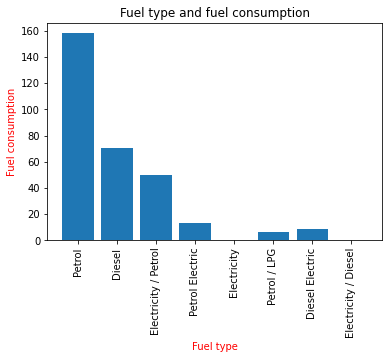 Fuel type and fuel consumption
Fuel consumption
160
140
120
100
80
60
40
20
0
Petrol
Diesel
Electricity / Petrol
Petrol Electric
Electricity
Petrol / LPG
Diesel Electric
Electricity / Diesel
Fuel type